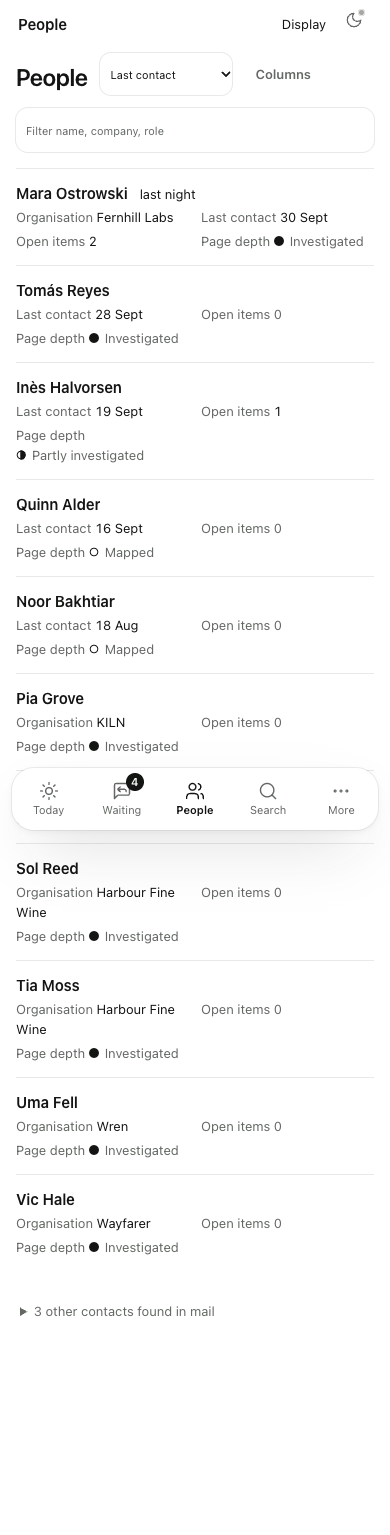 People
Display
People
Last contact
Columns
Filter name, company, role
Mara Ostrowski last night
Organisation Fernhill Labs
Last contact 30 Sept
Open items 2
Page depth Investigated
Tomás Reyes
Last contact 28 Sept
Open items 0
Page depth Investigated
Inès Halvorsen
Last contact 19 Sept
Open items 1
Page depth
Partly investigated
Quinn Alder
Last contact 16 Sept
Open items 0
Page depth Mapped
Noor Bakhtiar
Last contact 18 Aug
Open items 0
Page depth Mapped
Pia Grove
Organisation KILN
Open items 0
Page depth Investigated
4
Today
Waiting
People
Search
More
Sol Reed
Organisation Harbour Fine
Wine
Open items 0
Page depth Investigated
Tia Moss
Organisation Harbour Fine
Wine
Open items 0
Page depth Investigated
Uma Fell
Organisation Wren
Open items 0
Page depth Investigated
Vic Hale
Organisation Wayfarer
Open items 0
Page depth Investigated
3 other contacts found in mail